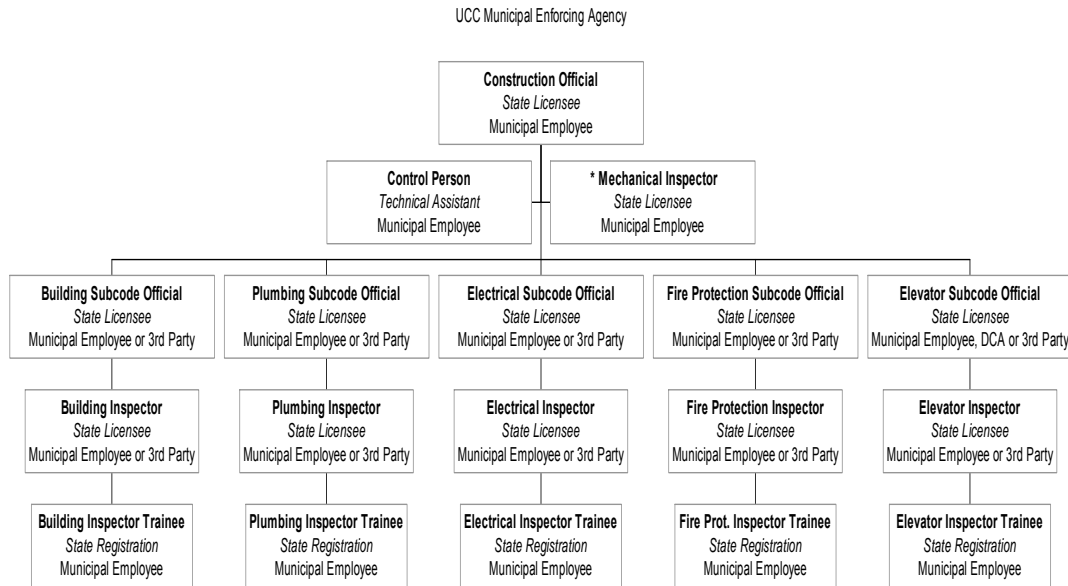 UCC Municipal Enforcing Agency
Construction Official
State Licensee
Municipal Employee
Control Person
Technical Assistant
Municipal Employee
* Mechanical Inspector
State Licensee
Municipal Employee
Building Subcode Official
State Licensee
Municipal Employee or 3rd Party
Plumbing Subcode Official
State Licensee
Municipal Employee or 3rd Party
Electrical Subcode Official
State Licensee
Municipal Employee or 3rd Party
Fire Protection Subcode Official
State Licensee
Municipal Employee or 3rd Party
Elevator Subcode Official
State Licensee
Municipal Employee, DCA or 3rd Party
Building Inspector
State Licensee
Municipal Employee or 3rd Party
Plumbing Inspector
State Licensee
Municipal Employee or 3rd Party
Electrical Inspector
State Licensee
Municipal Employee or 3rd Party
Fire Protection Inspector
State Licensee
Municipal Employee or 3rd Party
Elevator Inspector
State Licensee
Municipal Employee or 3rd Party
Building Inspector Trainee
State Registration
Municipal Employee
Plumbing Inspector Trainee
State Registration
Municipal Employee
Electrical Inspector Trainee
State Registration
Municipal Employee
Fire Prot. Inspector Trainee
State Registration
Municipal Employee
Elevator Inspector Trainee
State Registration
Municipal Employee